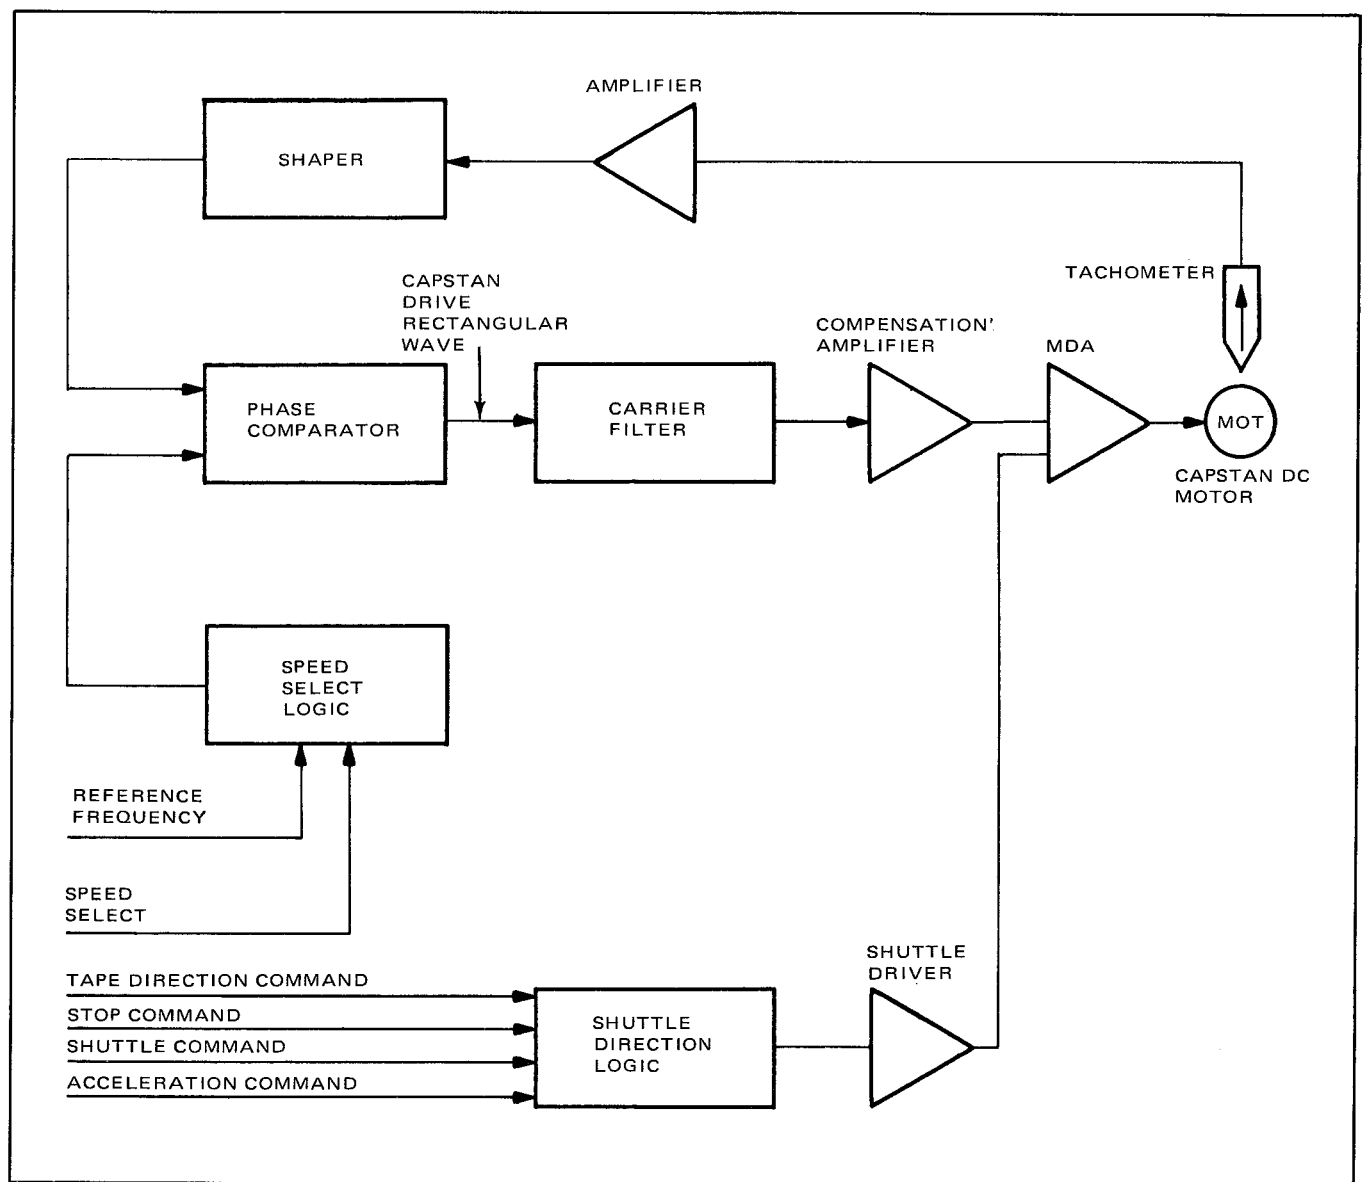 AMPLIFIER
SHAPER
TACHOMETER
CAPSTAN
DRIVE
RECTANGULAR
WAVE
COMPENSATION'
AMPLIFIER
MDA
PHASE
COMPARATOR
CARRIER
FILTER
MOT
CAPSTAN DC
MOTOR
SPEED
SELECT
LOGIC
REFERENCE
FREQUENCY
SPEED
SELECT
TAPE DIRECTION COMMAND
STOP COMMAND
SHUTTLE COMMAND
ACCELERATION COMMAND
SHUTTLE
DIRECTION
LOGIC
SHUTTLE
DRIVER